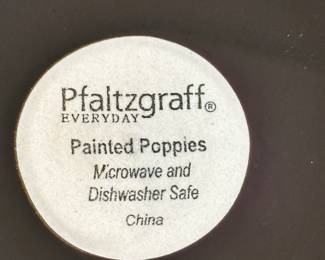 Pfaltzgraff®
EVERYDAY
Painted Poppies
Microwave and
Dishwasher Safe
China